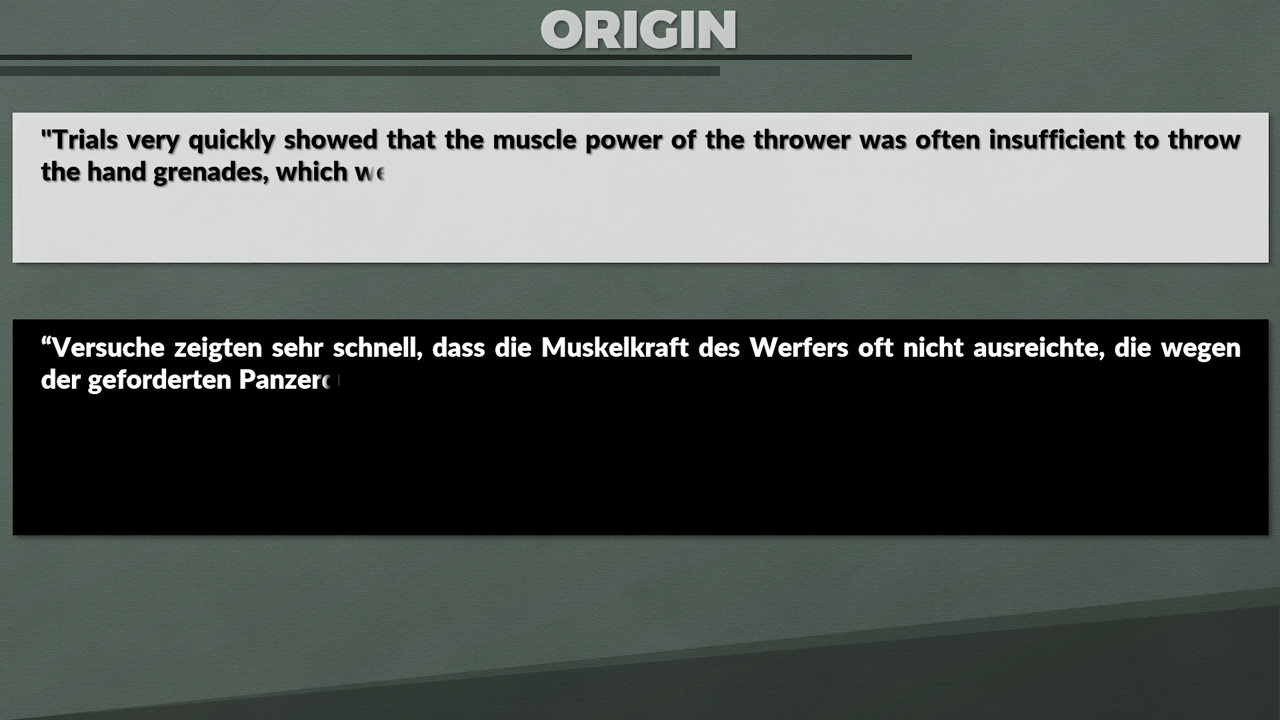 ORIGIN
"Trials very quickly showed that the muscle power of the thrower was often insufficient to throw
the hand grenades, which
“Versuche zeigten sehr schnell, dass die Muskelkraft des Werfers oft nicht ausreichte, die wegen
der geforderten